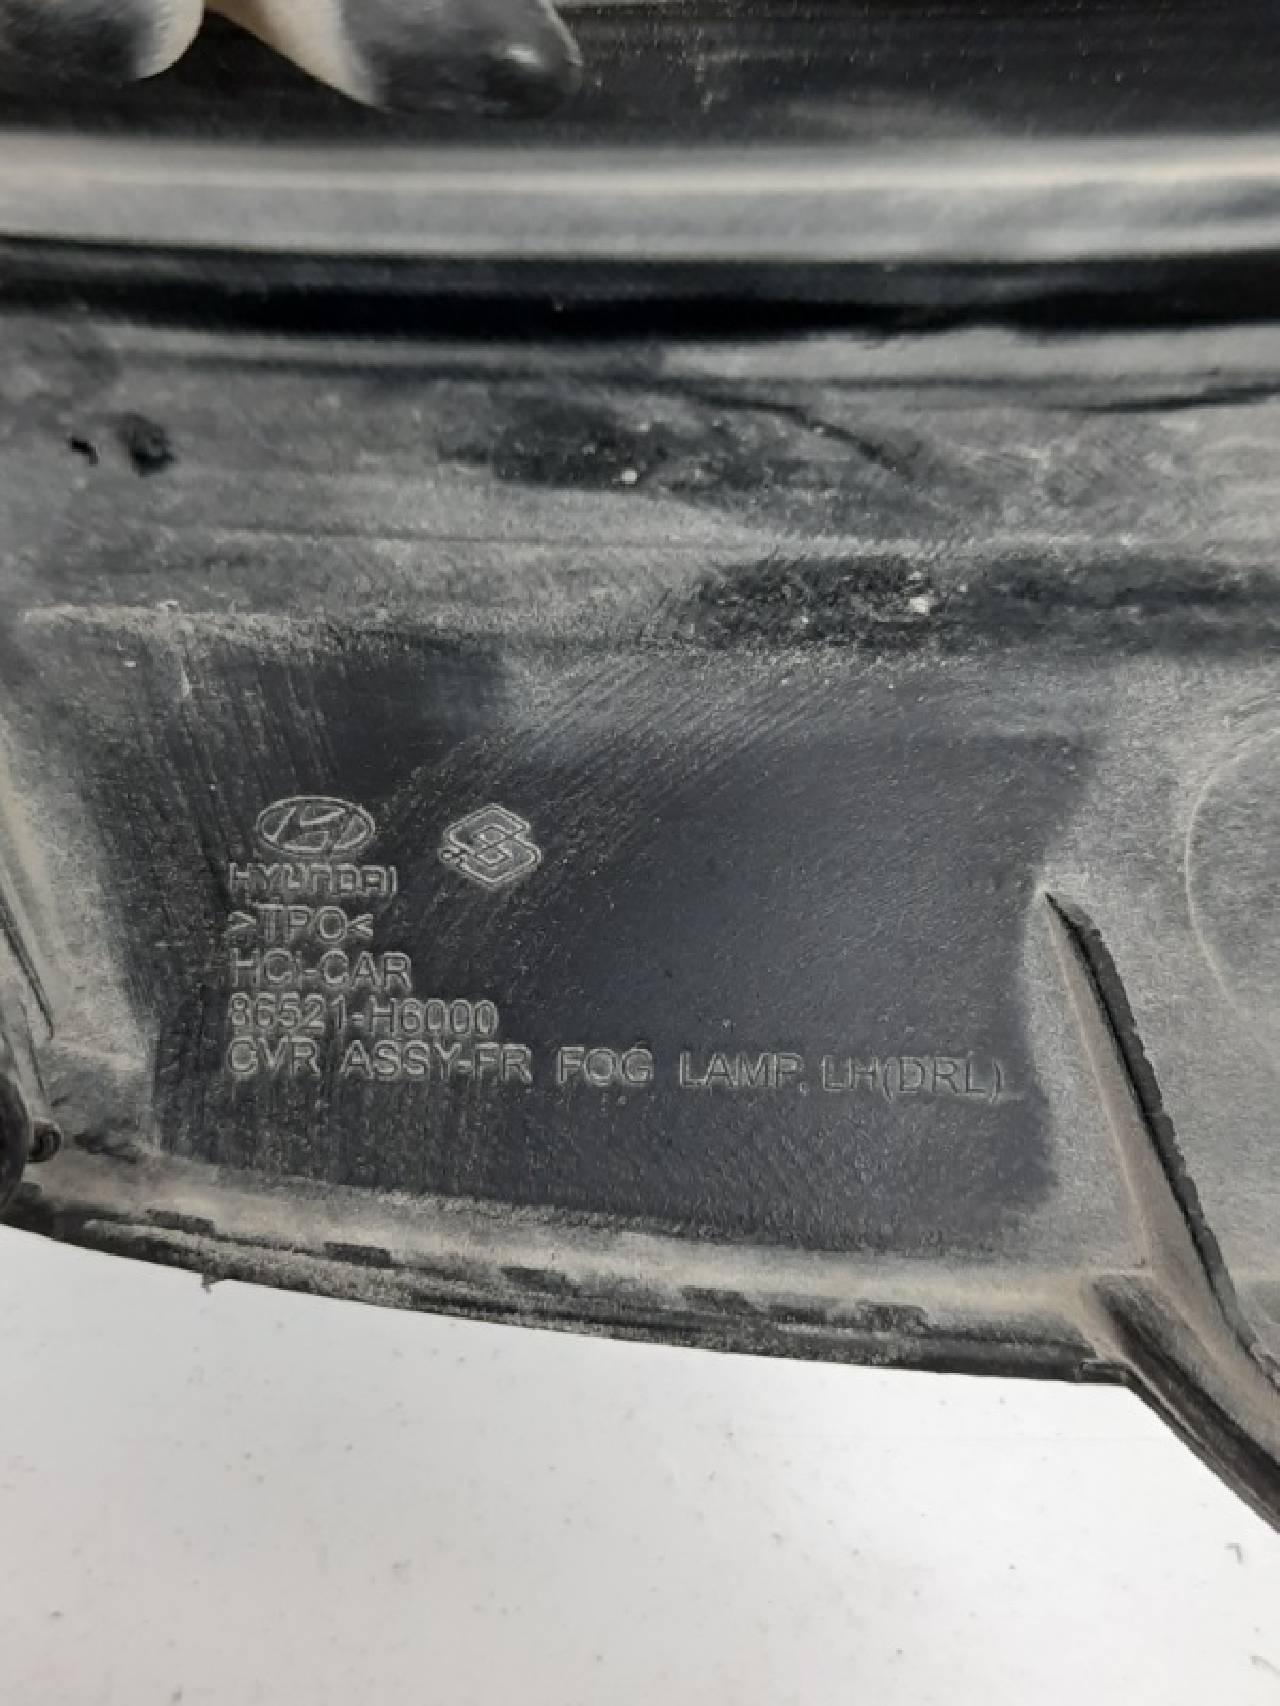 HYUNDAI
>TPO<
HCi-CAR
86521-H6000
CVR ASSY-FR FOG LAMP, LH(DRL)